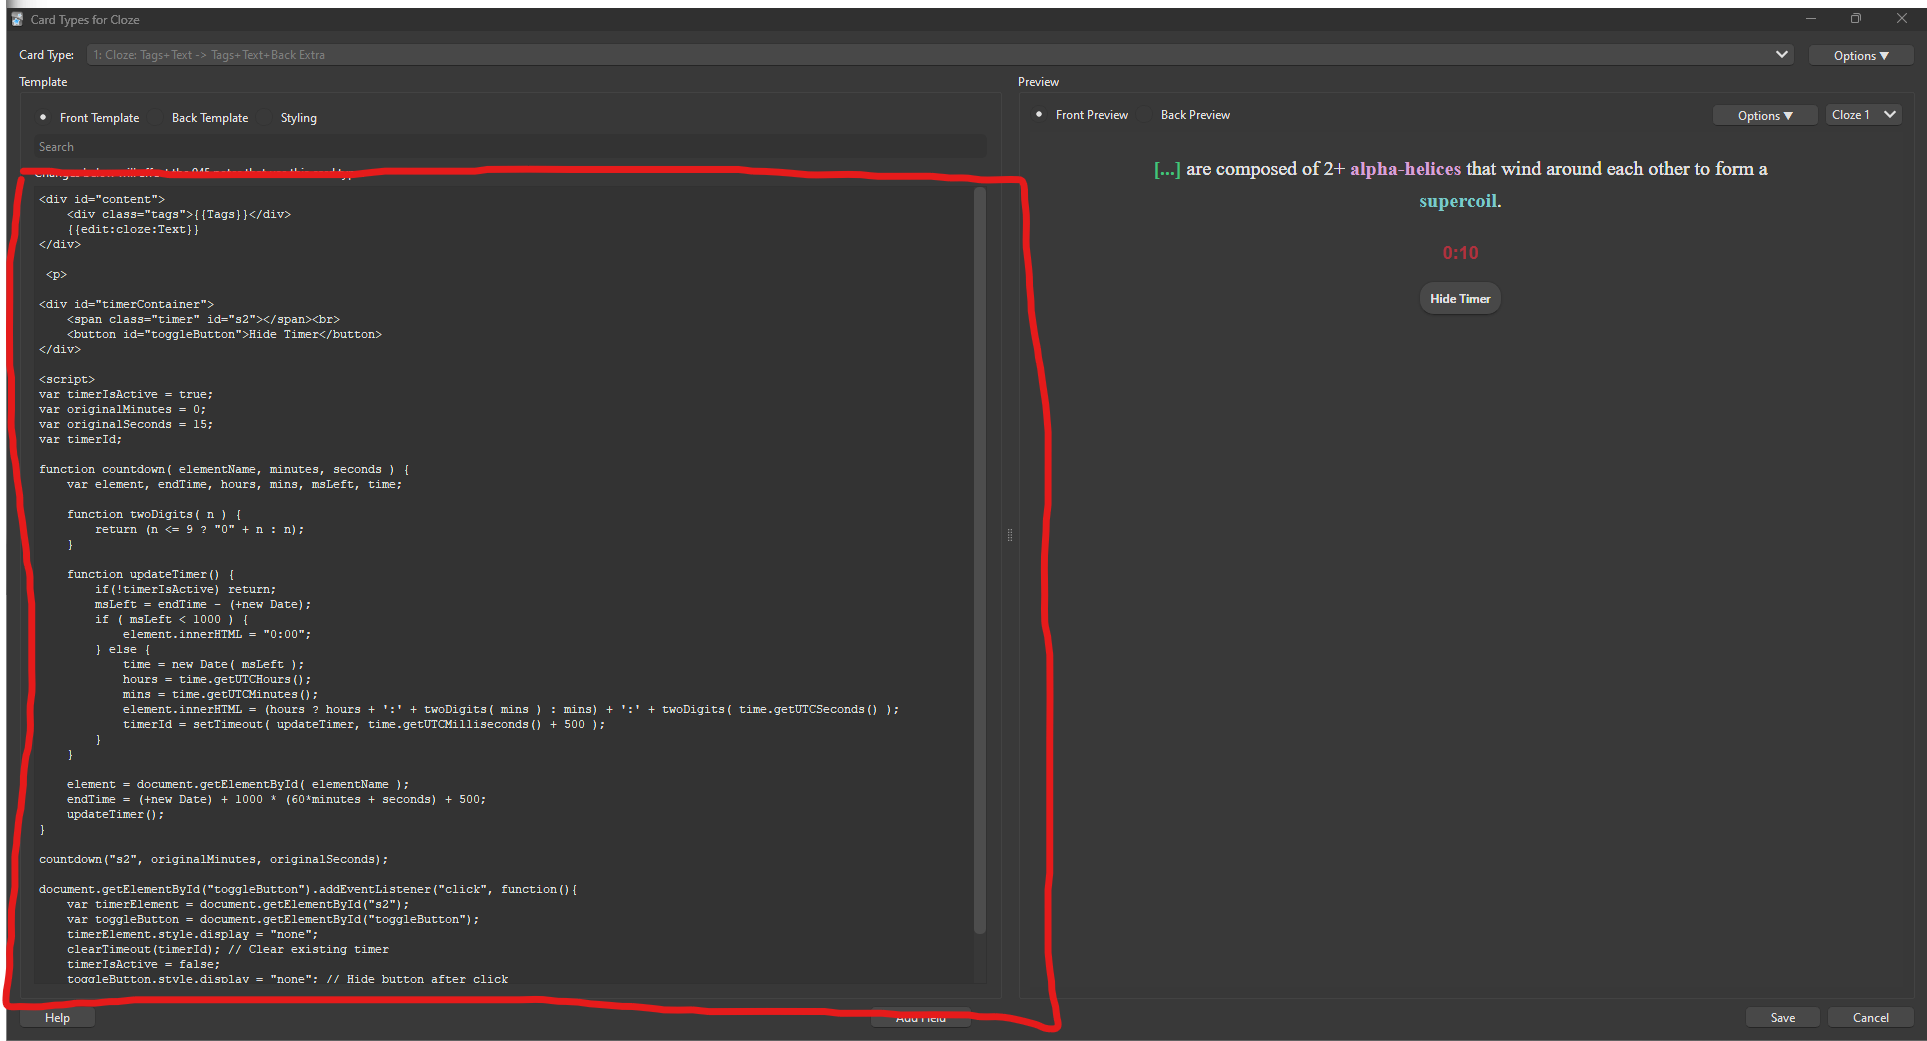 Card Types for Cloze
Card Type: 1: Cloze: Tags+Text -> Tags+Text+Back Extra
Options ▼
Template
Front Template Back Template Styling
Search
<div id="content">
    <div class="tags">{{Tags}}</div>
    {{edit:cloze:Text}}
</div>
 <p>
<div id="timerContainer">
    <span class="timer" id="s2"></span><br>
    <button id="toggleButton">Hide Timer</button>
</div>
<script>
var timerIsActive = true;
var originalMinutes = 0;
var originalSeconds = 15;
var timerId;
function countdown( elementName, minutes, seconds ) {
    var element, endTime, hours, mins, msLeft, time;
    function twoDigits( n ) {
        return (n <= 9 ? "0" + n : n);
    }
    function updateTimer() {
        if(!timerIsActive) return;
        msLeft = endTime - (+new Date);
        if ( msLeft < 1000 ) {
            element.innerHTML = "0:00";
        } else {
            time = new Date( msLeft );
            hours = time.getUTCHours();
            mins = time.getUTCMinutes();
            element.innerHTML = (hours ? hours + ':' + twoDigits( mins ) : mins) + ':' + twoDigits( time.getUTCSeconds() );
            timerId = setTimeout( updateTimer, time.getUTCMilliseconds() + 500 );
        }
    }
    element = document.getElementById( elementName );
    endTime = (+new Date) + 1000 * (60*minutes + seconds) + 500;
    updateTimer();
}
countdown("s2", originalMinutes, originalSeconds);
document.getElementById("toggleButton").addEventListener("click", function(){
    var timerElement = document.getElementById("s2");
    var toggleButton = document.getElementById("toggleButton");
    timerElement.style.display = "none";
    clearTimeout(timerId); // Clear existing timer
    timerIsActive = false;
    toggleButton.style.display = "none"; // Hide button after click
Help
Add Field
Preview
Front Preview Back Preview
Options ▼
Cloze 1
[...] are composed of 2+ alpha-helices that wind around each other to form a
supercoil.
0:10
Hide Timer
Save
Cancel